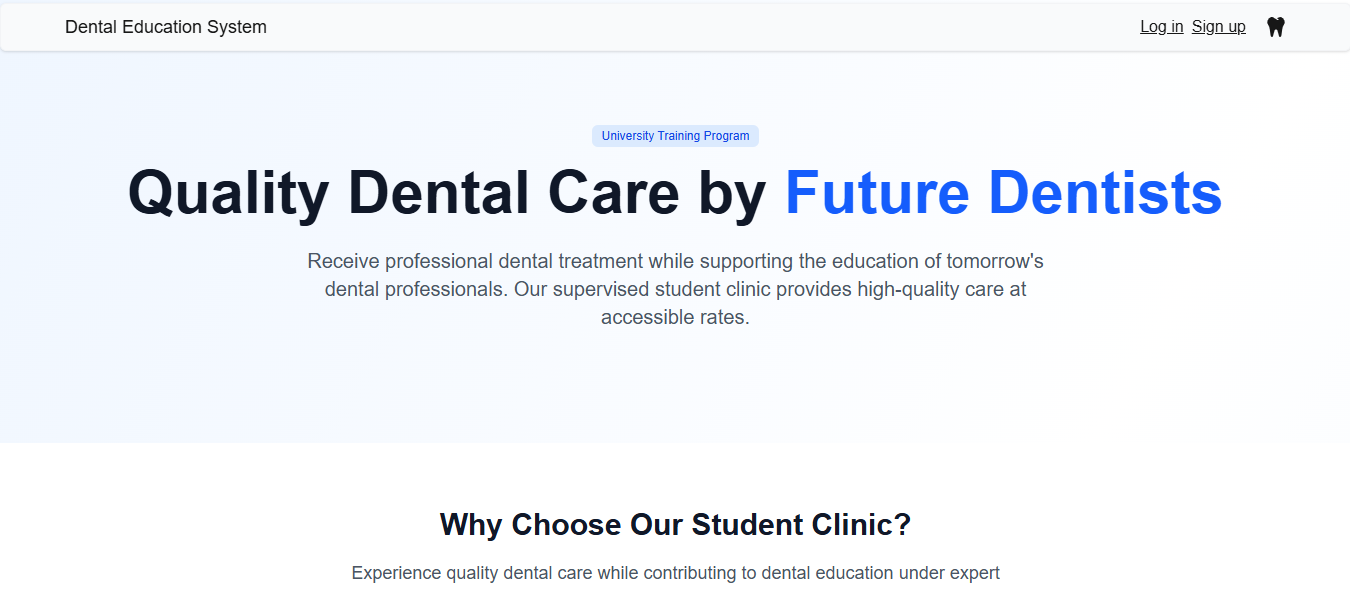 Dental Education System
Log in Sign up
University Training Program
Quality Dental Care by Future Dentists
Receive professional dental treatment while supporting the education of tomorrow's
dental professionals. Our supervised student clinic provides high-quality care at
accessible rates.
Why Choose Our Student Clinic?
Experience quality dental care while contributing to dental education under expert